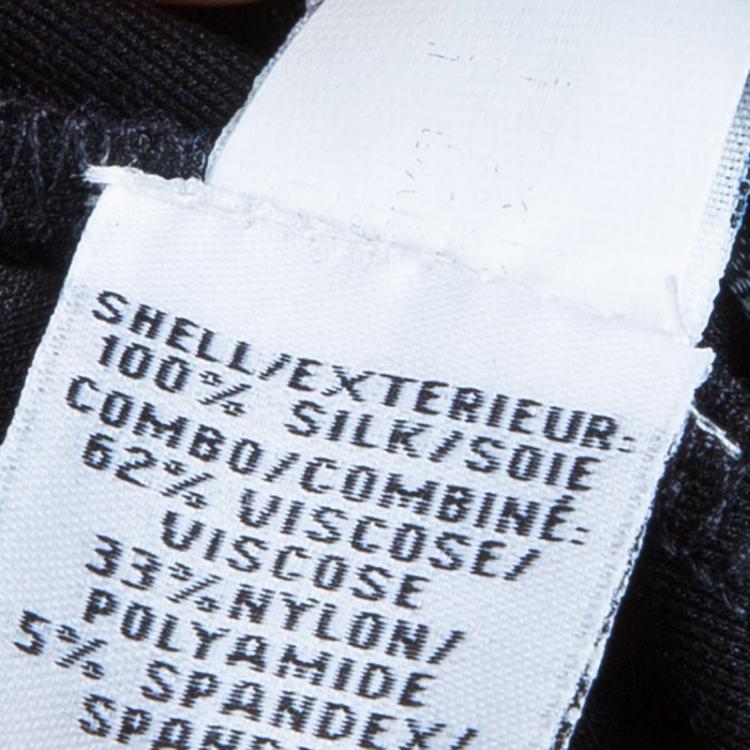 SHELL/EXTERIEUR:
100% SILK/SOIE
COMBO/COMBINÉ:
62% VISCOSE/
VISCOSE
33%NYLON/
POLYAMIDE
5% SPANDEX/